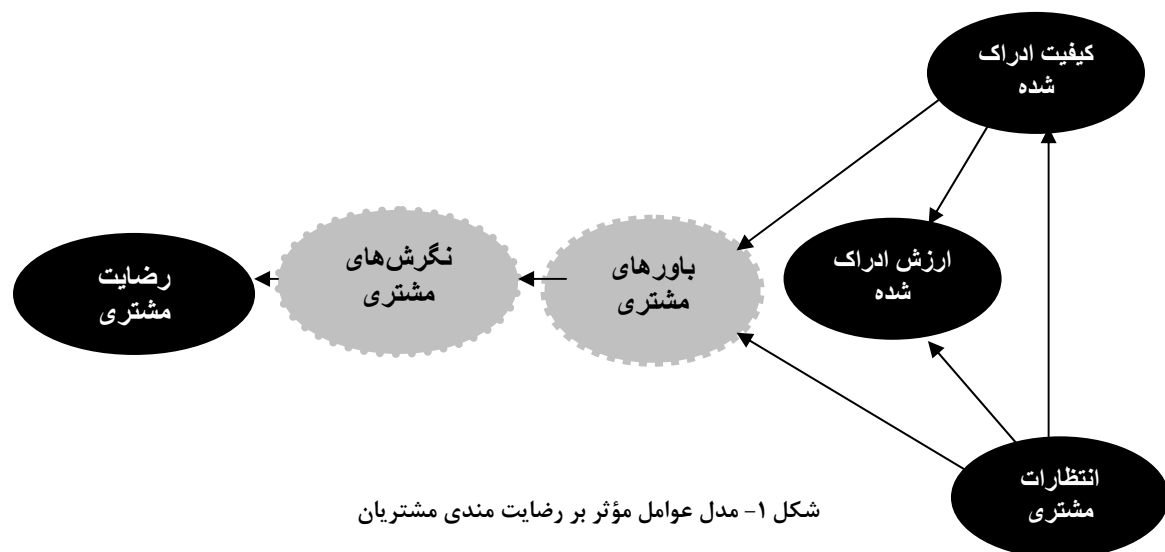 کیفیت ادراک
شده
ارزش ادراک
شده
انتظارات
مشتری
باورهای
مشتری
نگرش‌های
مشتری
رضایت
مشتری
شکل ۱- مدل عوامل مؤثر بر رضایت مندی مشتریان